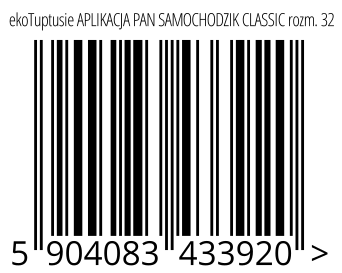 ekoTuptusie APLIKACJA PAN SAMOCHODZIK CLASSIC rozm. 32
5 904083 433920 >